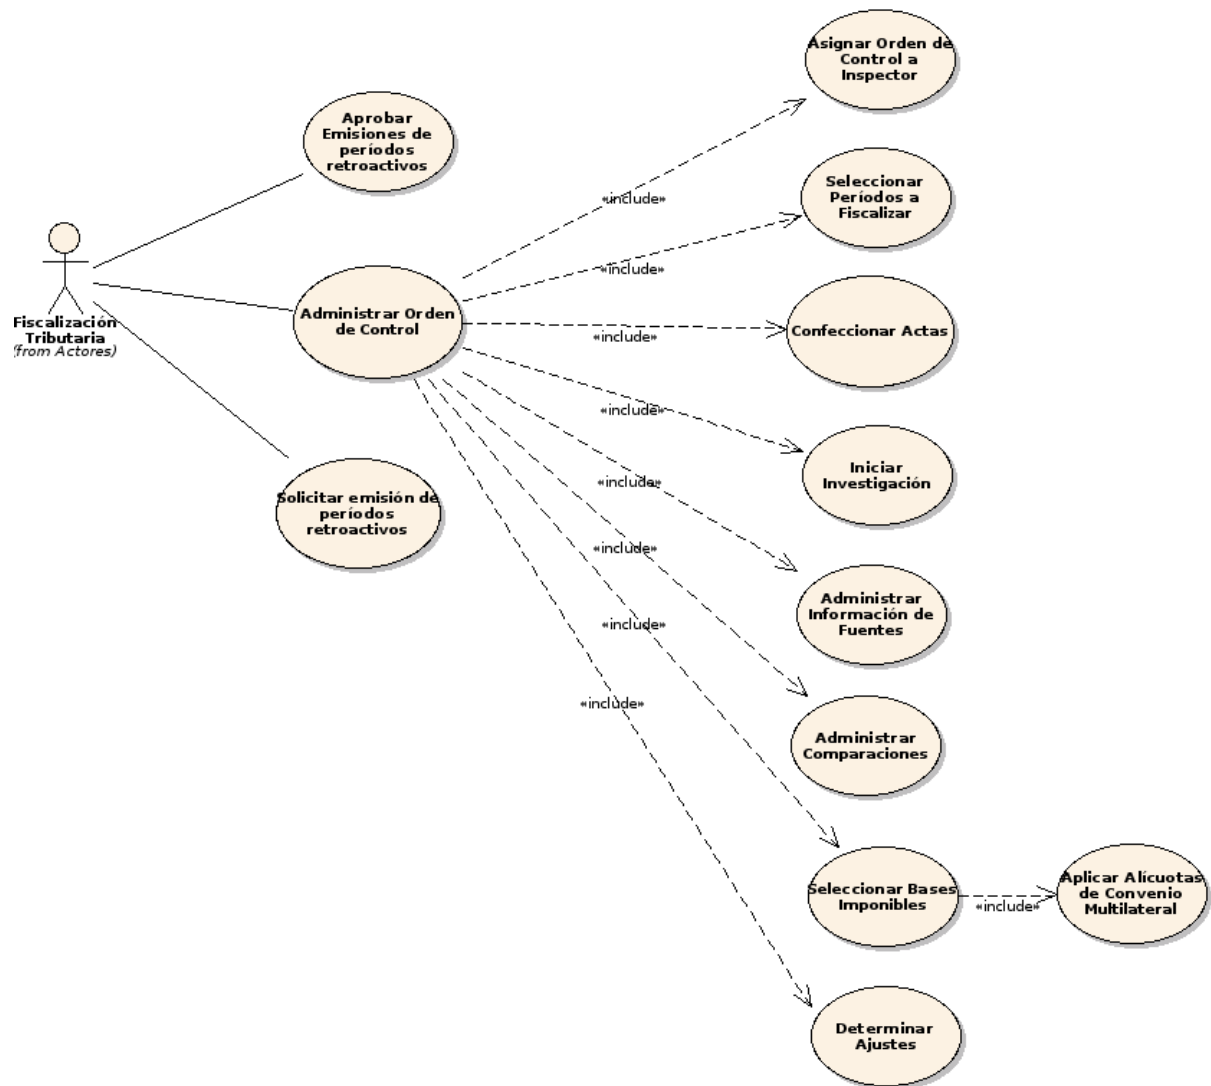 Asignar Orden de
Control a
Inspector
Aprobar
Emisiones de
períodos
retroactivos
«include»
Seleccionar
Períodos a
Fiscalizar
«include»
Fiscalización
Tributaria
(from Actores)
Administrar Orden
de Control
«include»
Confeccionar Actas
«include»
Iniciar
Investigación
Solicitar emisión de
períodos
retroactivos
«include»
«include»
Administrar
Información de
Fuentes
«include»
«include»
Administrar
Comparaciones
Seleccionar Bases
Imponibles
«include»
Aplicar Alícuotas
de Convenio
Multilateral
Determinar
Ajustes